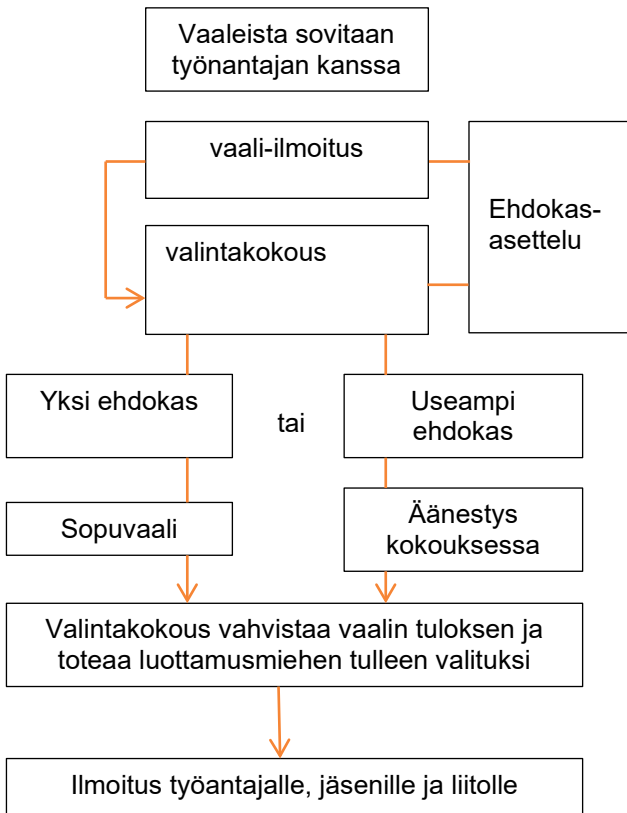 Vaaleista sovitaan
työnantajan kanssa
vaali-ilmoitus
Ehdokas-
asettelu
valintakokous
Yksi ehdokas
tai
Useampi
ehdokas
Sopuvaali
Äänestys
kokouksessa
Valintakokous vahvistaa vaalin tuloksen ja
toteaa luottamusmiehen tulleen valituksi
Ilmoitus työantajalle, jäsenille ja liitolle